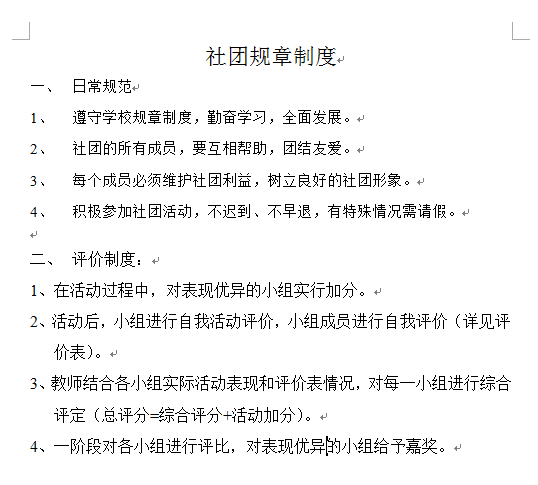 社团规章制度
一、 日常规范
1、 遵守学校规章制度，勤奋学习，全面发展。
2、 社团的所有成员，要互相帮助，团结友爱。
3、 每个成员必须维护社团利益，树立良好的社团形象。
4、 积极参加社团活动，不迟到、不早退，有特殊情况需请假。
二、 评价制度：
1、在活动过程中，对表现优异的小组实行加分。
2、活动后，小组进行自我活动评价，小组成员进行自我评价（详见评
价表）。
3、教师结合各小组实际活动表现和评价表情况，对每一小组进行综合
评定（总评分=综合评分+活动加分）。
4、一阶段对各小组进行评比，对表现优异的小组给予嘉奖。